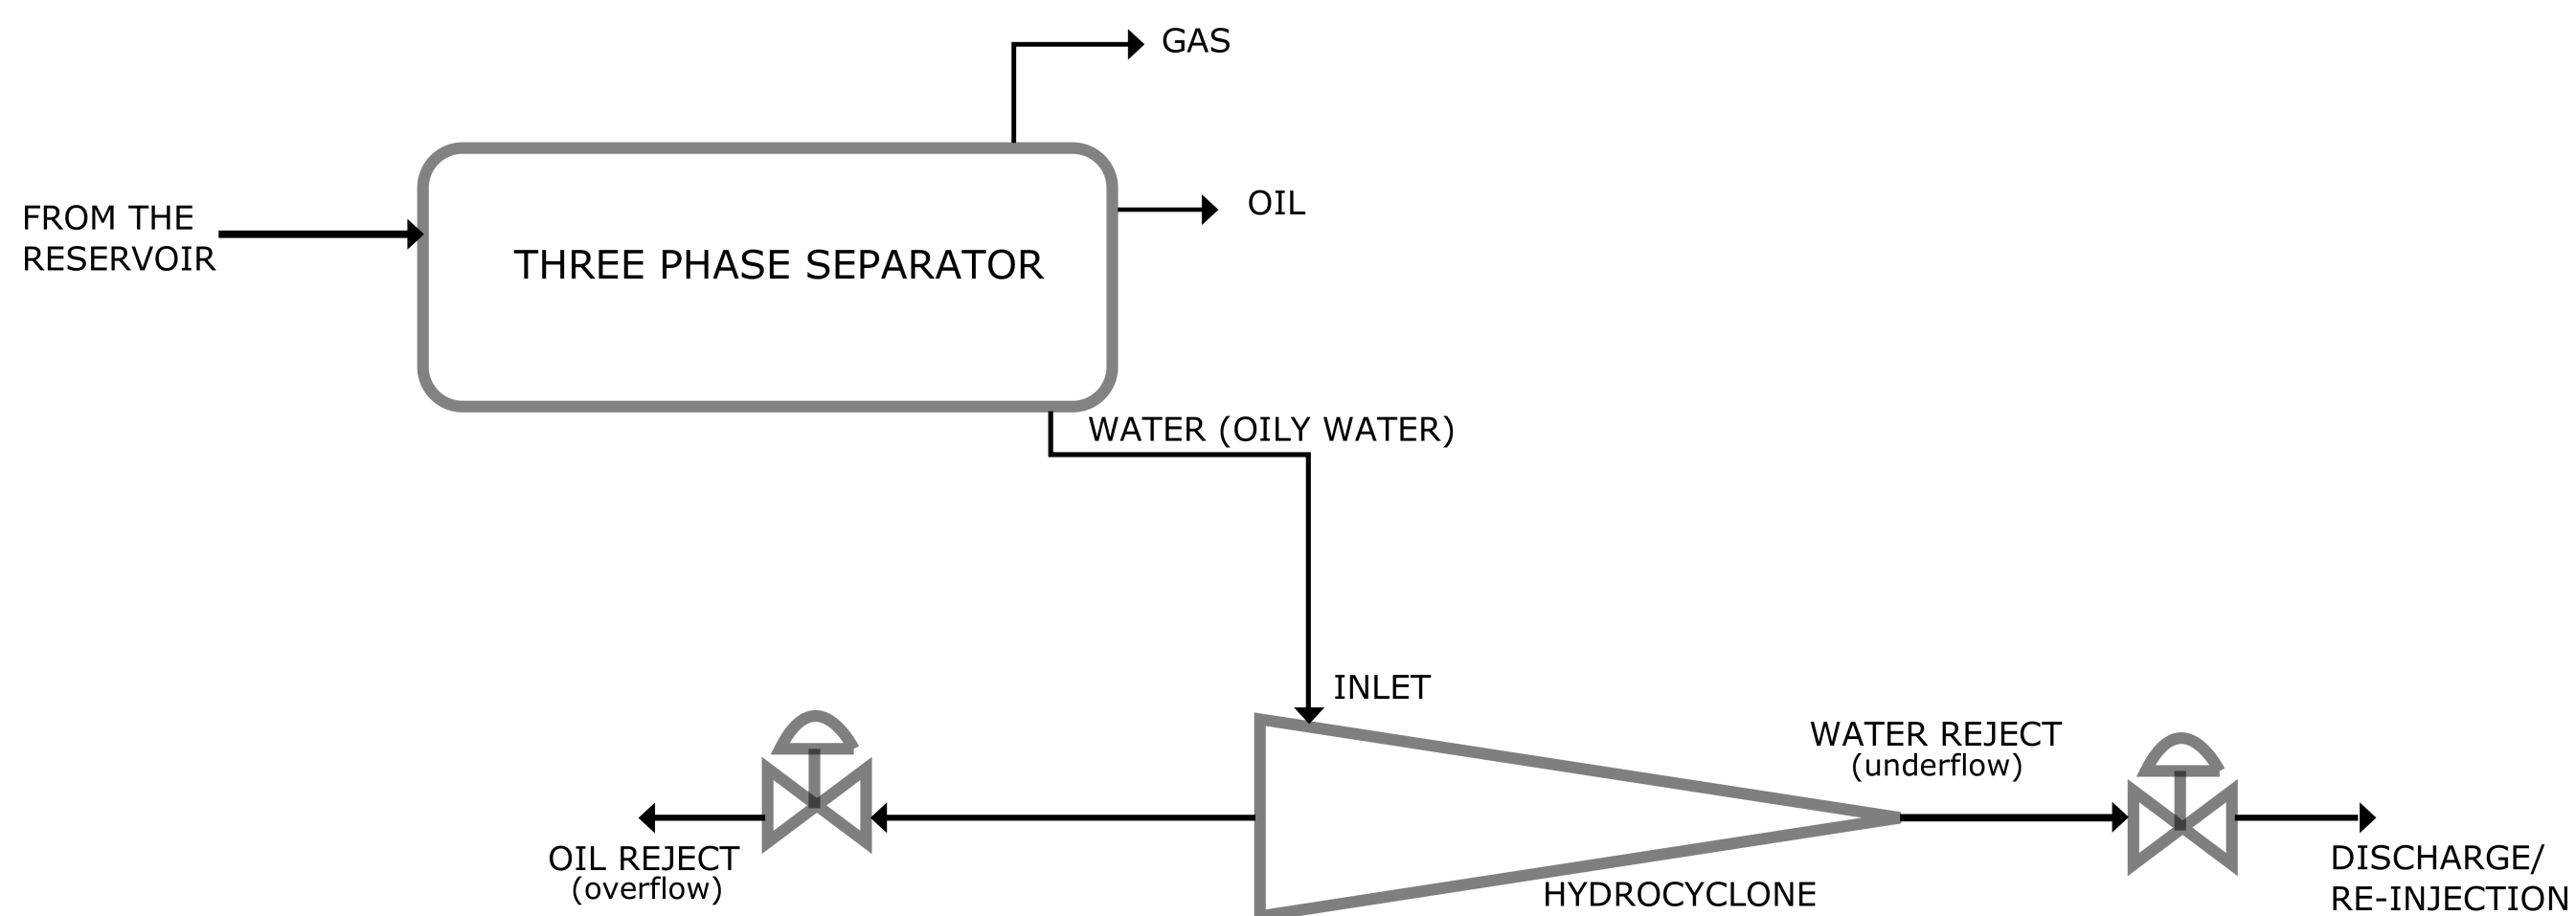 GAS
OIL
FROM THE
RESERVOIR
THREE PHASE SEPARATOR
WATER (OILY WATER)
INLET
WATER REJECT
(underflow)
OIL REJECT
(overflow)
HYDROCYCLONE
DISCHARGE/
RE-INJECTION